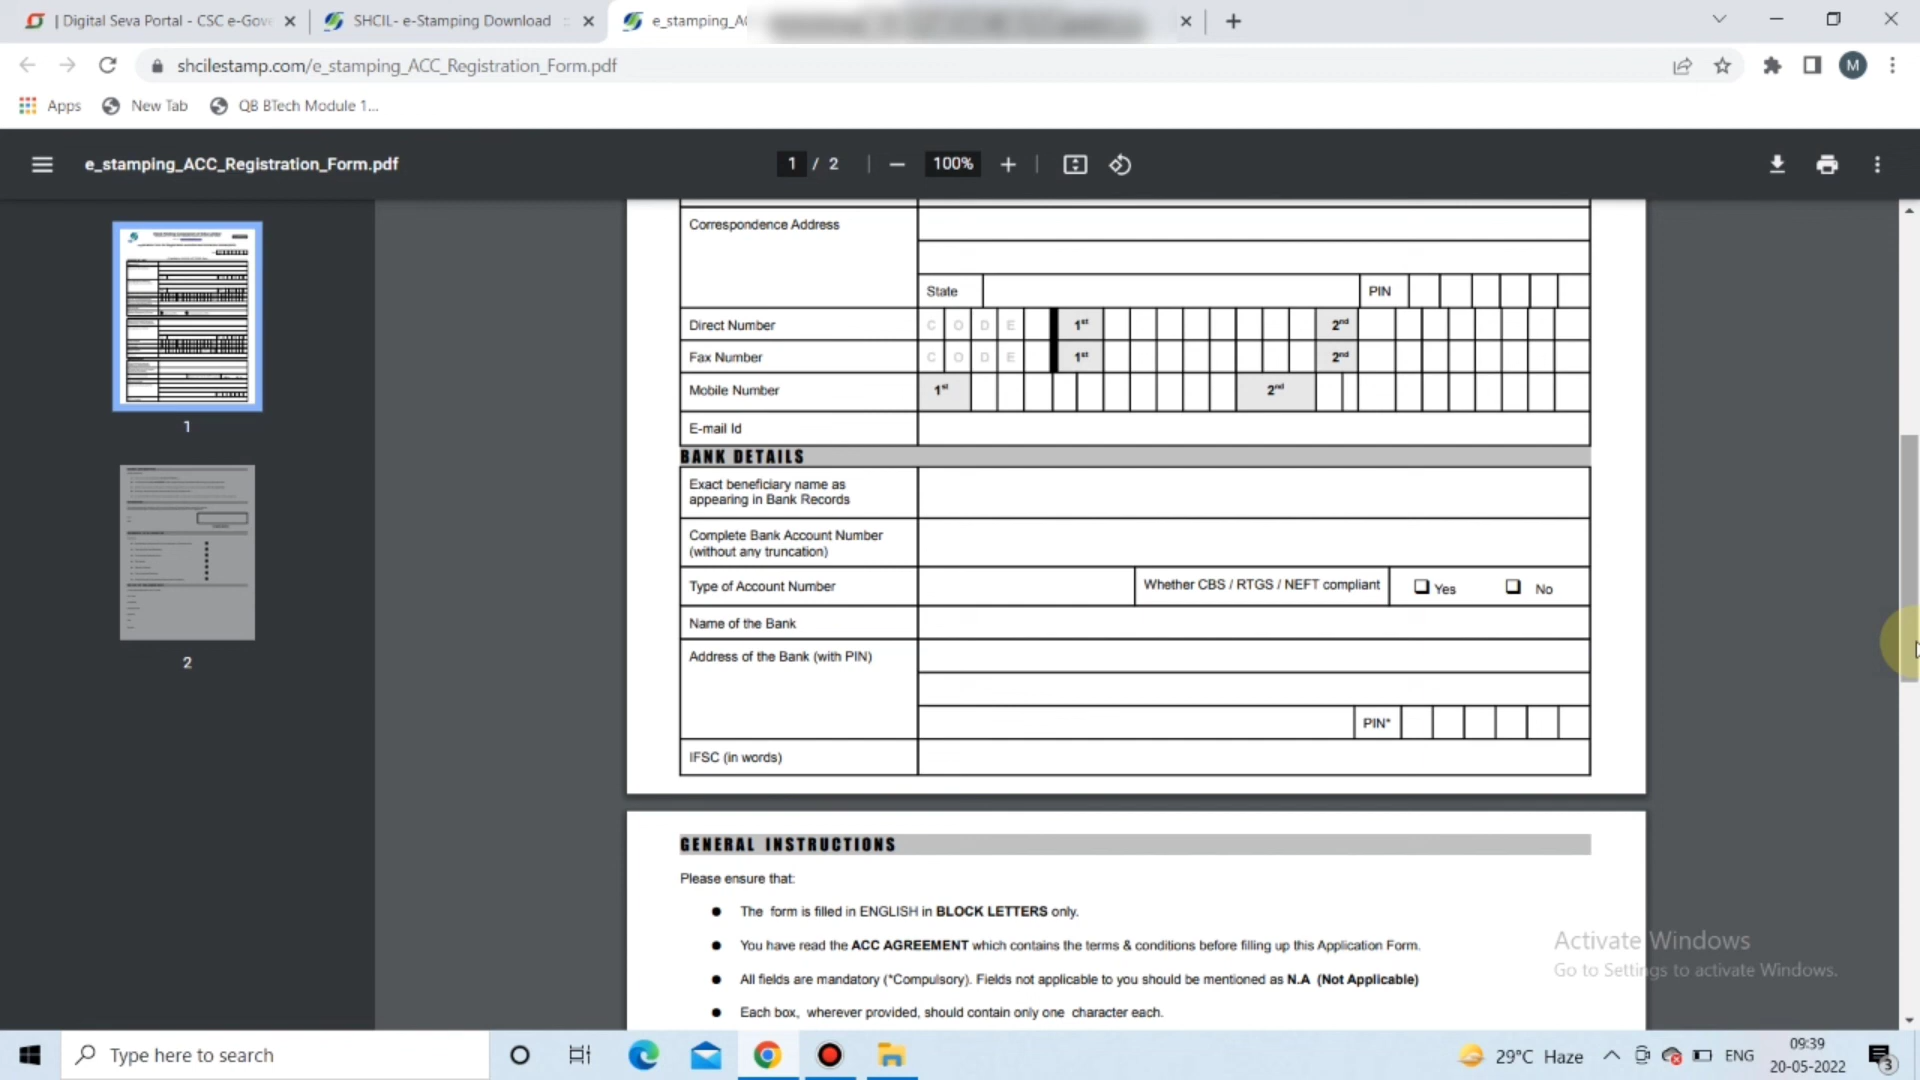 | Digital Seva Portal - CSC e-Gov
SHCIL- e-Stamping Download
e_stamping_AC
shcilestamp.com/e_stamping_ACC_Registration_Form.pdf
M
Apps
New Tab
QB BTech Module 1...
e_stamping_ACC_Registration_Form.pdf
1 / 2
100%
1
2
Correspondence Address
State
PIN
Direct Number
C O D E
1st
2nd
Fax Number
C O D E
1st
2nd
Mobile Number
1st
2nd
E-mail Id
BANK DETAILS
Exact beneficiary name as
appearing in Bank Records
Complete Bank Account Number
(without any truncation)
Type of Account Number
Whether CBS / RTGS / NEFT compliant
Yes
No
Name of the Bank
Address of the Bank (with PIN)
PIN*
IFSC (in words)
GENERAL INSTRUCTIONS
Please ensure that:
The form is filled in ENGLISH in BLOCK LETTERS only.
You have read the ACC AGREEMENT which contains the terms & conditions before filling up this Application Form.
All fields are mandatory (*Compulsory). Fields not applicable to you should be mentioned as N.A (Not Applicable)
Each box, wherever provided, should contain only one character each.
Activate Windows
Go to Settings to activate Windows.
Type here to search
29°C Haze
ENG
09:39
20-05-2022
3